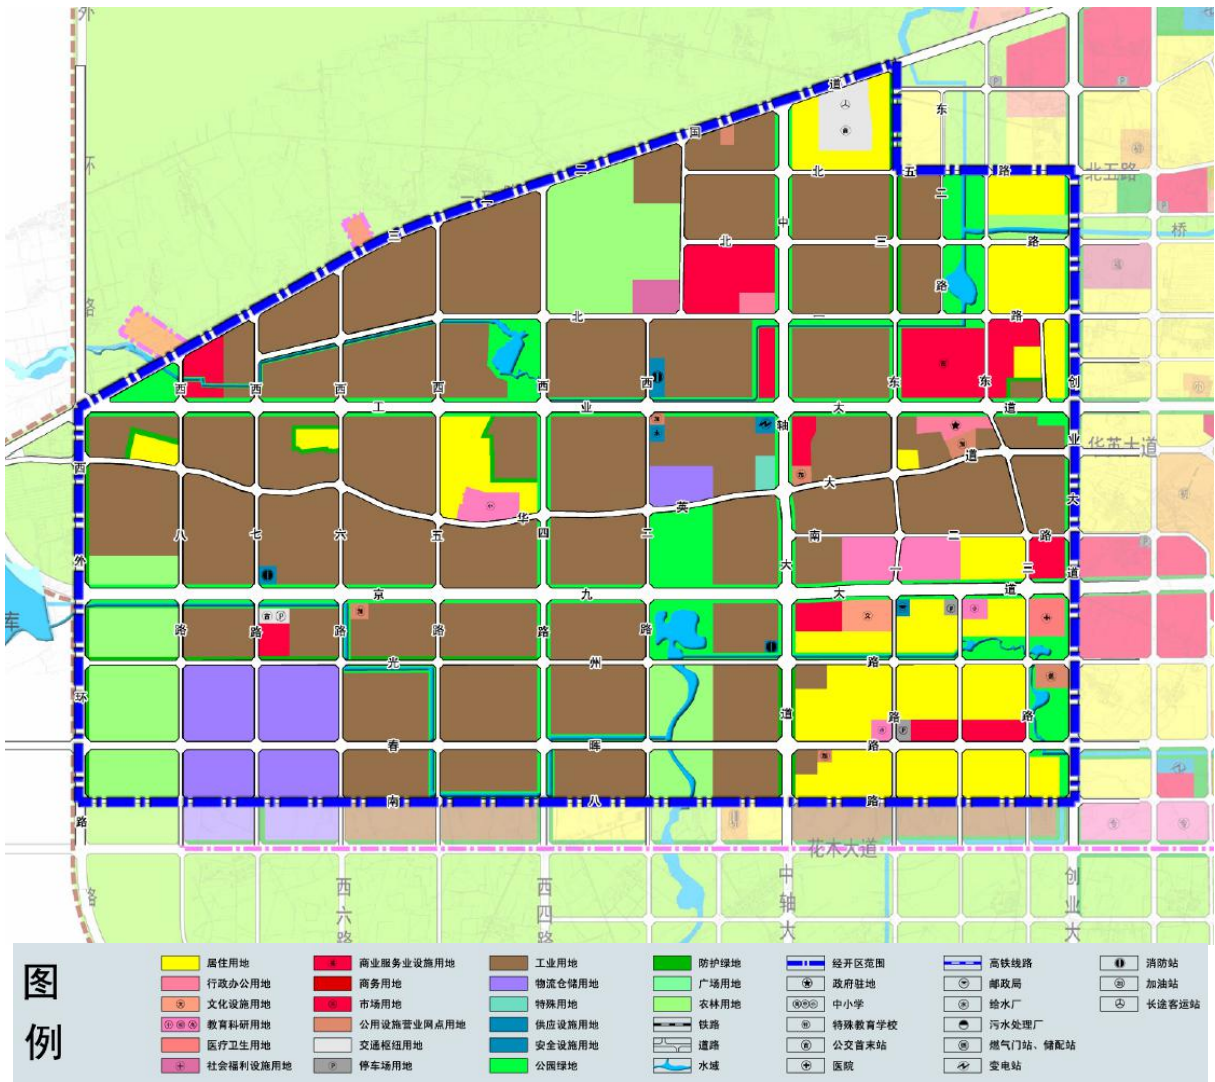 外
道
东
国
环
北
五
路
北五路
二
二
中
三
北
三
路
桥
路
路
北
一
路
西
西
西
西
西
西
东
东
创
工
业
大
道
轴
业
华英大道
西
道
大
英
华
大
八
七
六
五
四
二
南
二
路
外
大
一
三
道
京
九
大
道
库
路
路
路
路
路
路
光
州
路
环
道
路
路
春
晖
路
南
八
路
路
花木大道
路
西六路
西四路
中轴大
创业大
图例
居住用地
商业服务业设施用地
工业用地
防护绿地
经开区范围
高铁线路
消防站
行政办公用地
商务用地
物流仓储用地
广场用地
政府驻地
邮政局
加油站
文化设施用地
市场用地
特殊用地
农林用地
中小学
给水厂
长途客运站
教育科研用地
公用设施营业网点用地
供应设施用地
铁路
特殊教育学校
污水处理厂
医疗卫生用地
交通枢纽用地
安全设施用地
道路
公交首末站
燃气门站、储配站
社会福利设施用地
停车场用地
公园绿地
水域
医院
变电站